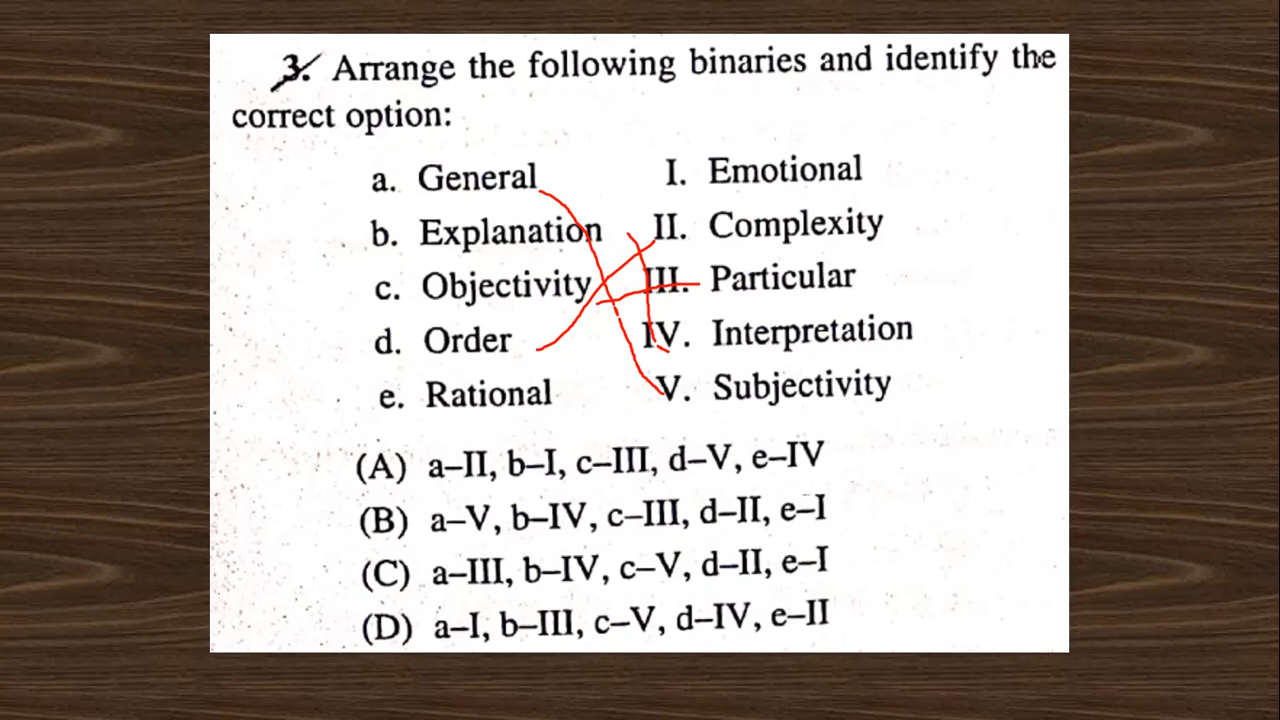 3. Arrange the following binaries and identify the
correct option:
a. General I. Emotional
b. Explanation II. Complexity
c. Objectivity III. Particular
d. Order IV. Interpretation
e. Rational V. Subjectivity
(A) a–II, b–I, c–III, d–V, e–IV
(B) a–V, b–IV, c–III, d–II, e–I
(C) a–III, b–IV, c–V, d–II, e–I
(D) a–I, b–III, c–V, d–IV, e–II